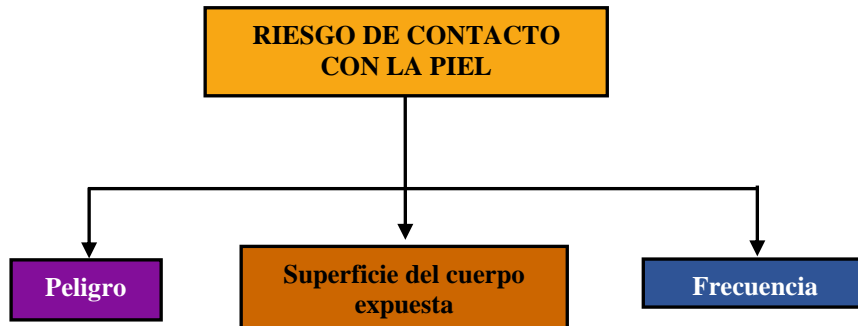 RIESGO DE CONTACTO
CON LA PIEL
Peligro
Superficie del cuerpo
expuesta
Frecuencia